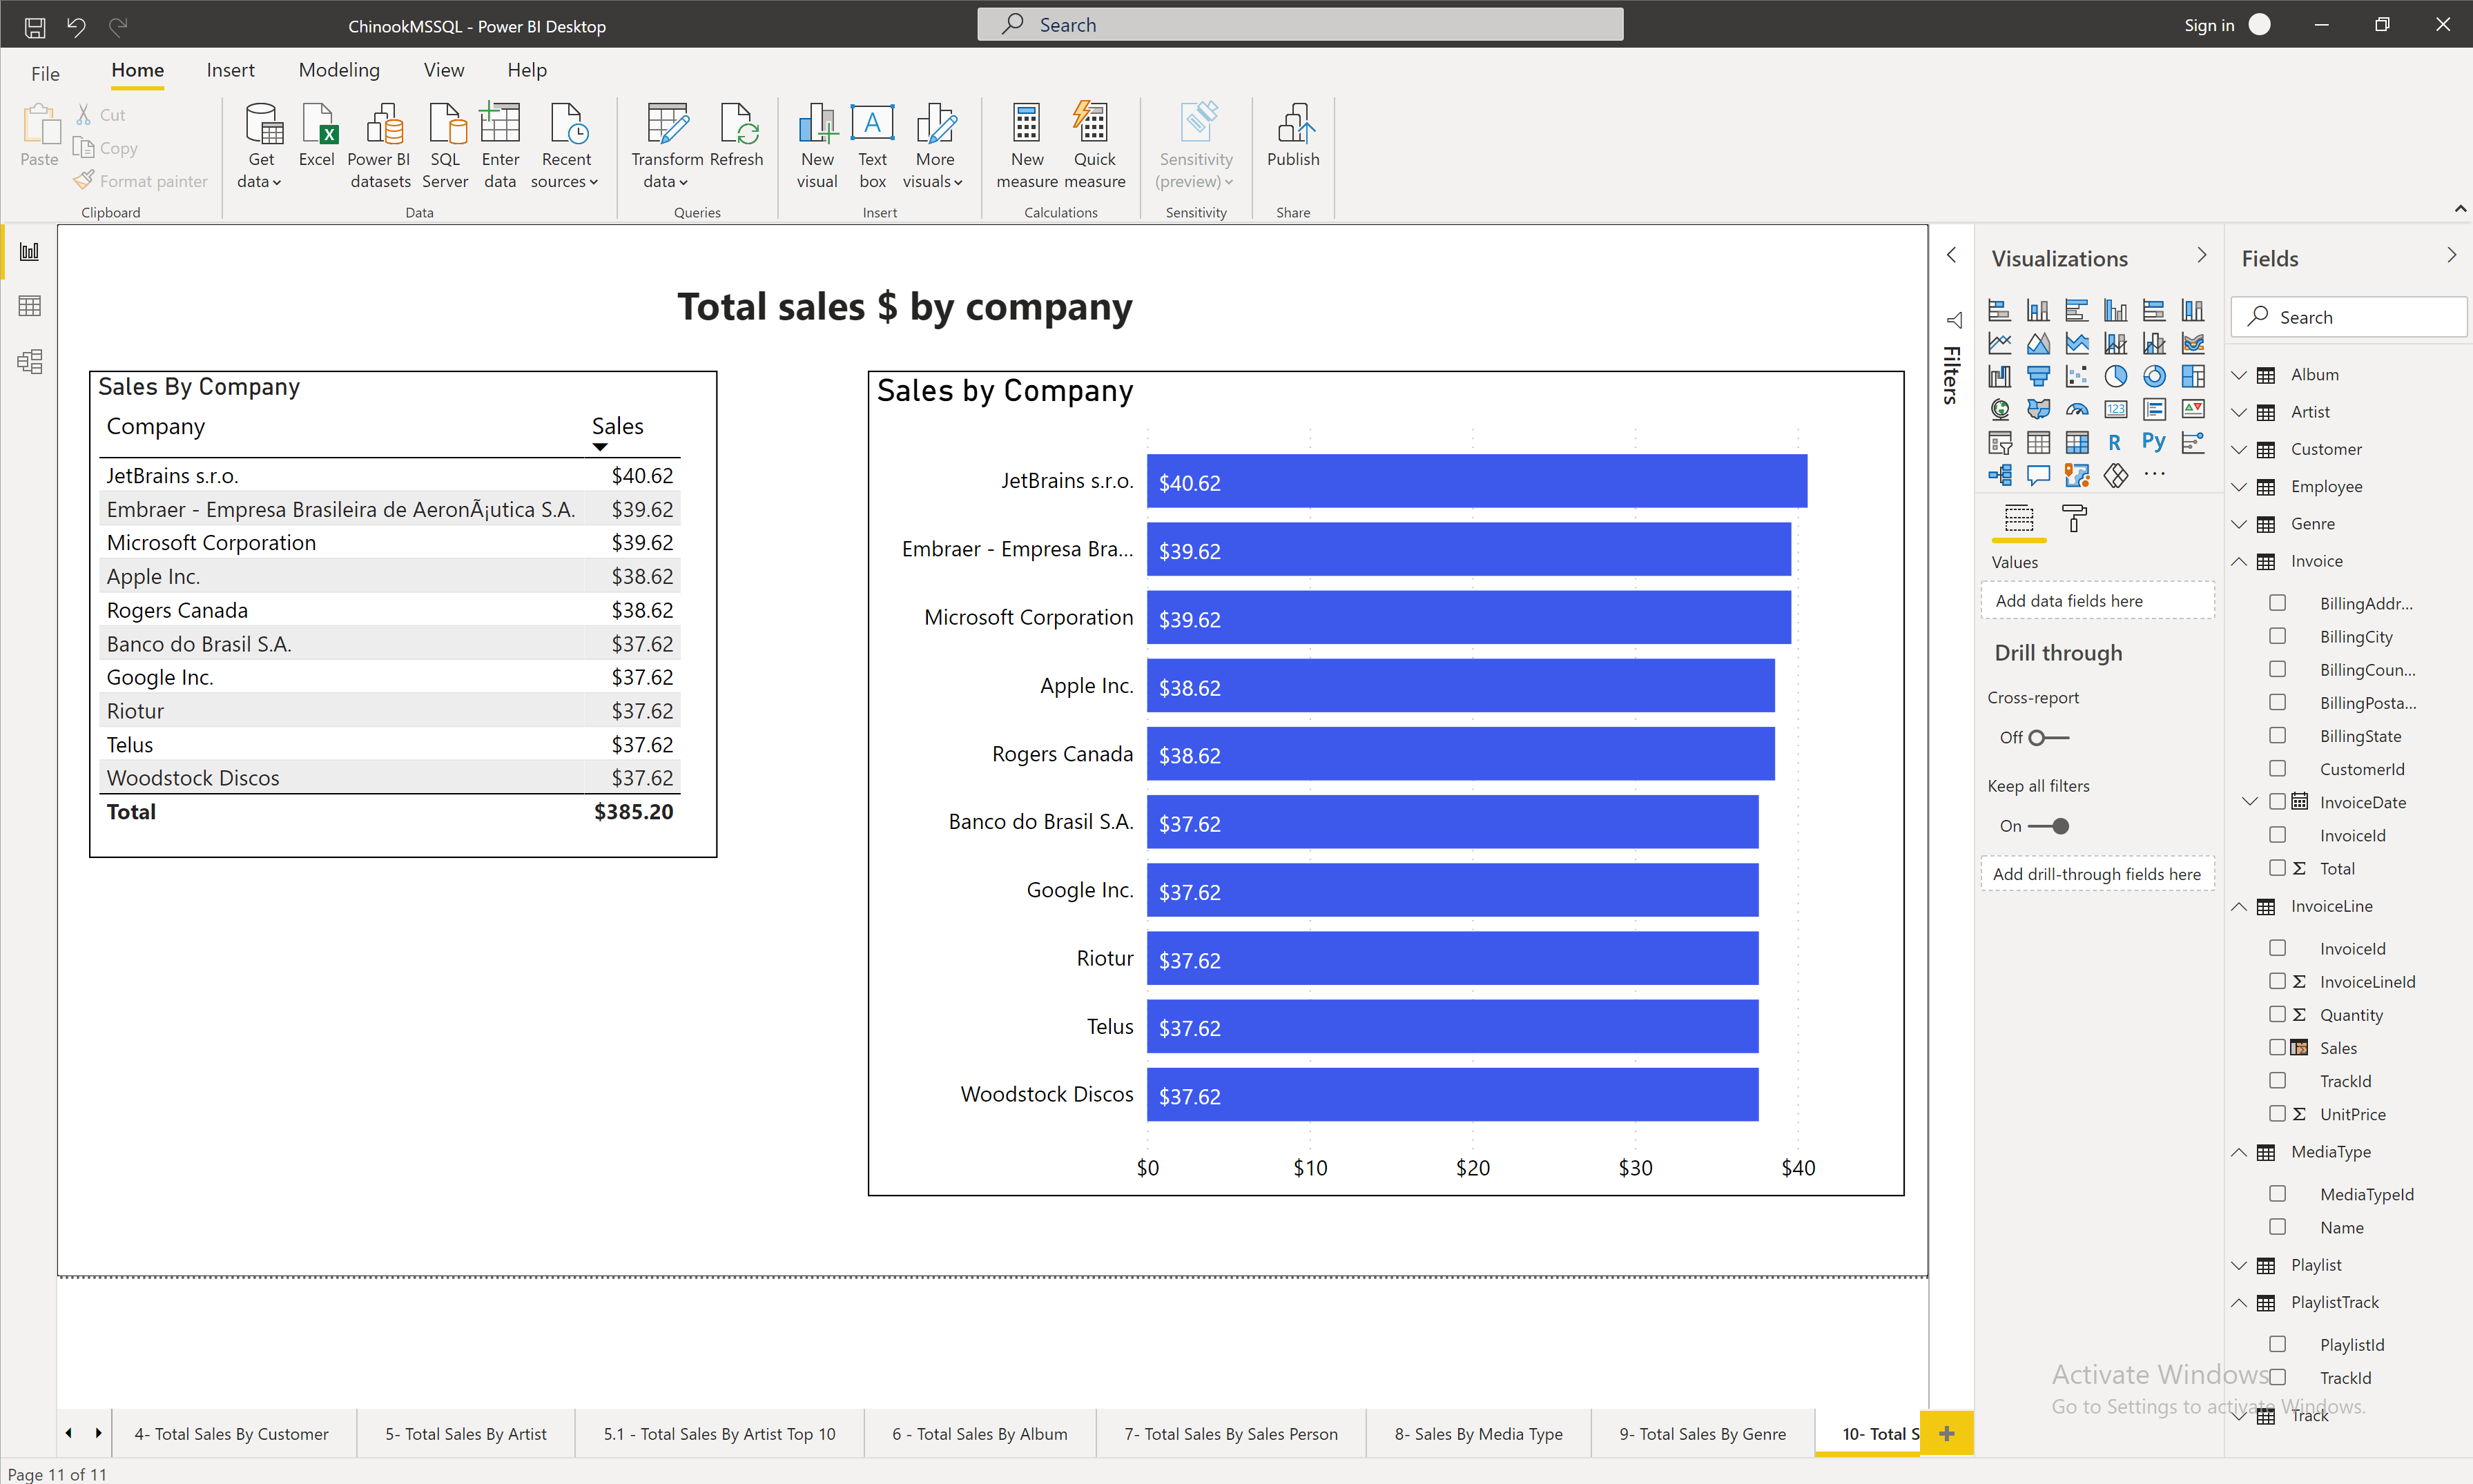 ChinookMSSQL - Power BI Desktop
Search
Sign in
File
Home
Insert
Modeling
View
Help
Paste
Cut
Copy
Format painter
Clipboard
Get data
Excel
Power BI datasets
SQL Server
Enter data
Recent sources
Data
Transform data
Refresh
Queries
New visual
A
Text box
More visuals
Insert
New measure
Quick measure
Calculations
Sensitivity (preview)
Sensitivity
Publish
Share
Total sales $ by company
Sales By Company
Company Sales
JetBrains s.r.o. $40.62
Embraer - Empresa Brasileira de AeronÃ¡utica S.A. $39.62
Microsoft Corporation $39.62
Apple Inc. $38.62
Rogers Canada $38.62
Banco do Brasil S.A. $37.62
Google Inc. $37.62
Riotur $37.62
Telus $37.62
Woodstock Discos $37.62
Total $385.20
Sales by Company
JetBrains s.r.o. $40.62
Embraer - Empresa Bra... $39.62
Microsoft Corporation $39.62
Apple Inc. $38.62
Rogers Canada $38.62
Banco do Brasil S.A. $37.62
Google Inc. $37.62
Riotur $37.62
Telus $37.62
Woodstock Discos $37.62
$0 $10 $20 $30 $40
Filters
Visualizations
123
R
Py
Values
Add data fields here
Drill through
Cross-report
Off
Keep all filters
On
Add drill-through fields here
Fields
Search
Album
Artist
Customer
Employee
Genre
Invoice
BillingAddr...
BillingCity
BillingCoun...
BillingPosta...
BillingState
CustomerId
InvoiceDate
InvoiceId
Σ Total
InvoiceLine
InvoiceId
Σ InvoiceLineId
Σ Quantity
Sales
TrackId
Σ UnitPrice
MediaType
MediaTypeId
Name
Playlist
PlaylistTrack
PlaylistId
TrackId
Track
Activate Windows
Go to Settings to activate Windows.
4- Total Sales By Customer
5- Total Sales By Artist
5.1 - Total Sales By Artist Top 10
6 - Total Sales By Album
7- Total Sales By Sales Person
8- Sales By Media Type
9- Total Sales By Genre
10- Total S
Page 11 of 11